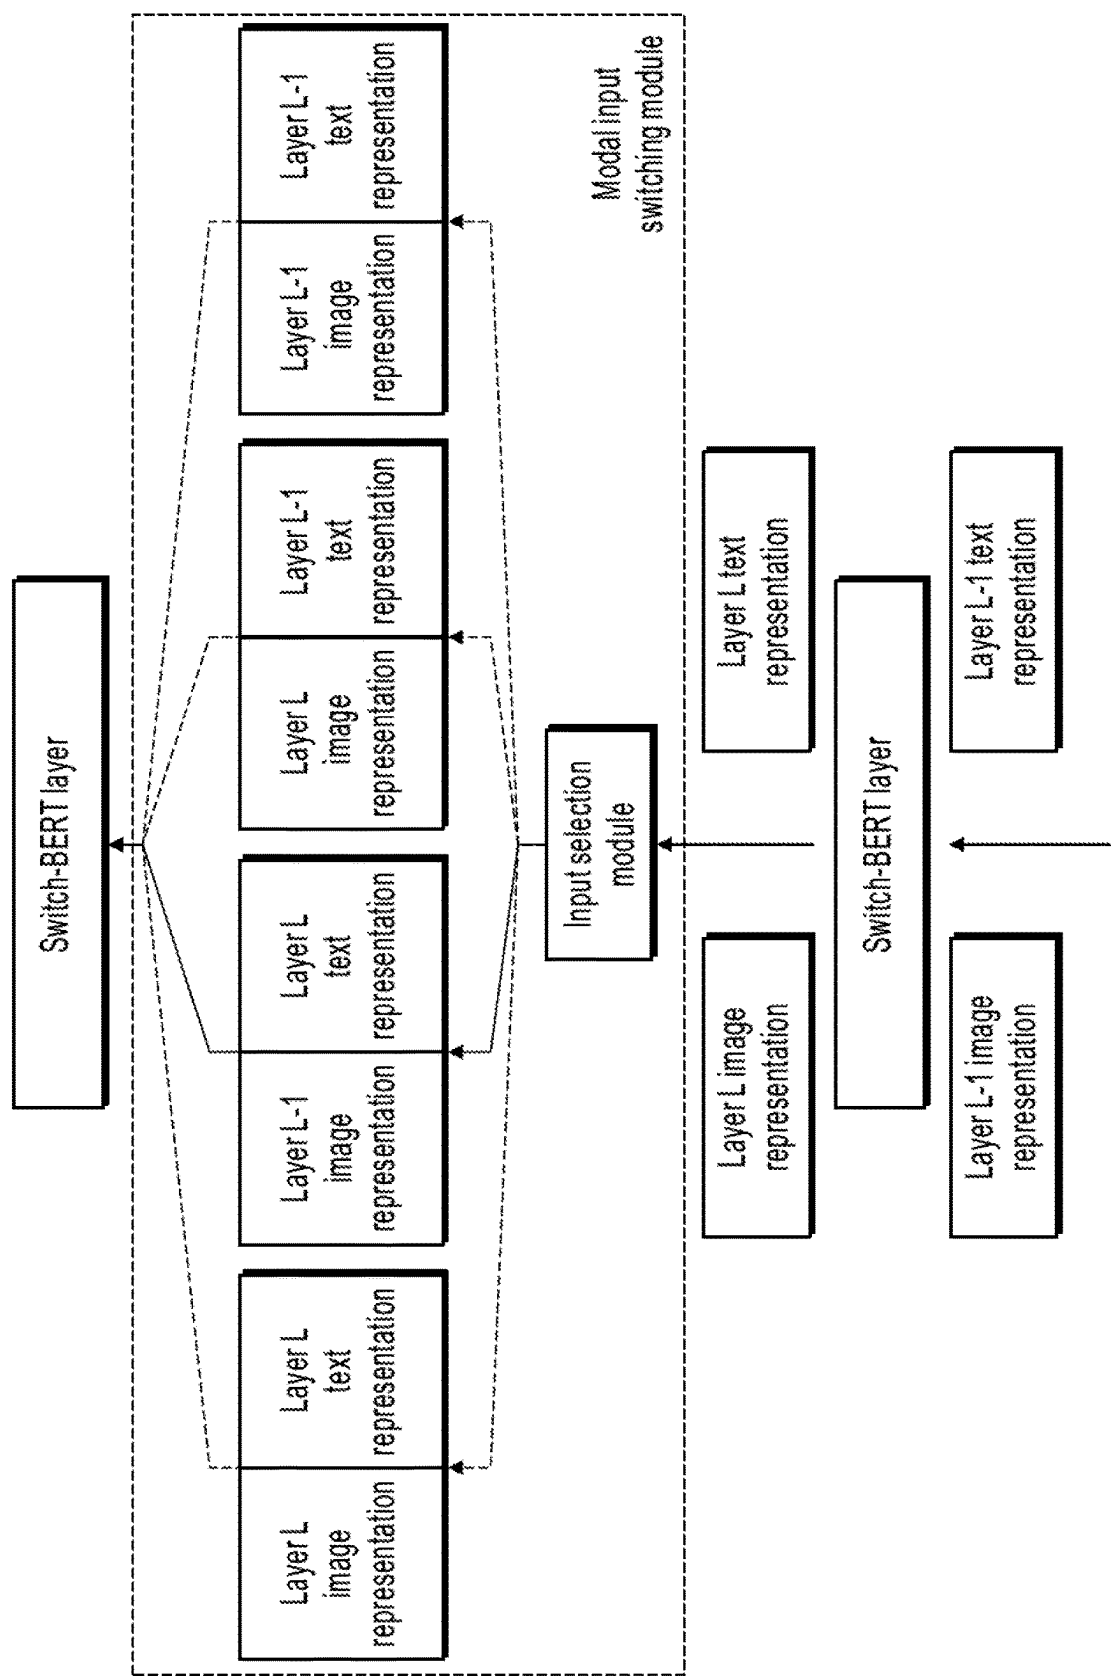 Switch-BERT layer
Layer L
image
representation
Layer L
text
representation
Layer L-1
image
representation
Layer L
text
representation
Layer L
image
representation
Layer L-1
text
representation
Layer L-1
image
representation
Layer L-1
text
representation
Input selection
module
Modal input
switching module
Layer L image
representation
Layer L text
representation
Switch-BERT layer
Layer L-1 image
representation
Layer L-1 text
representation